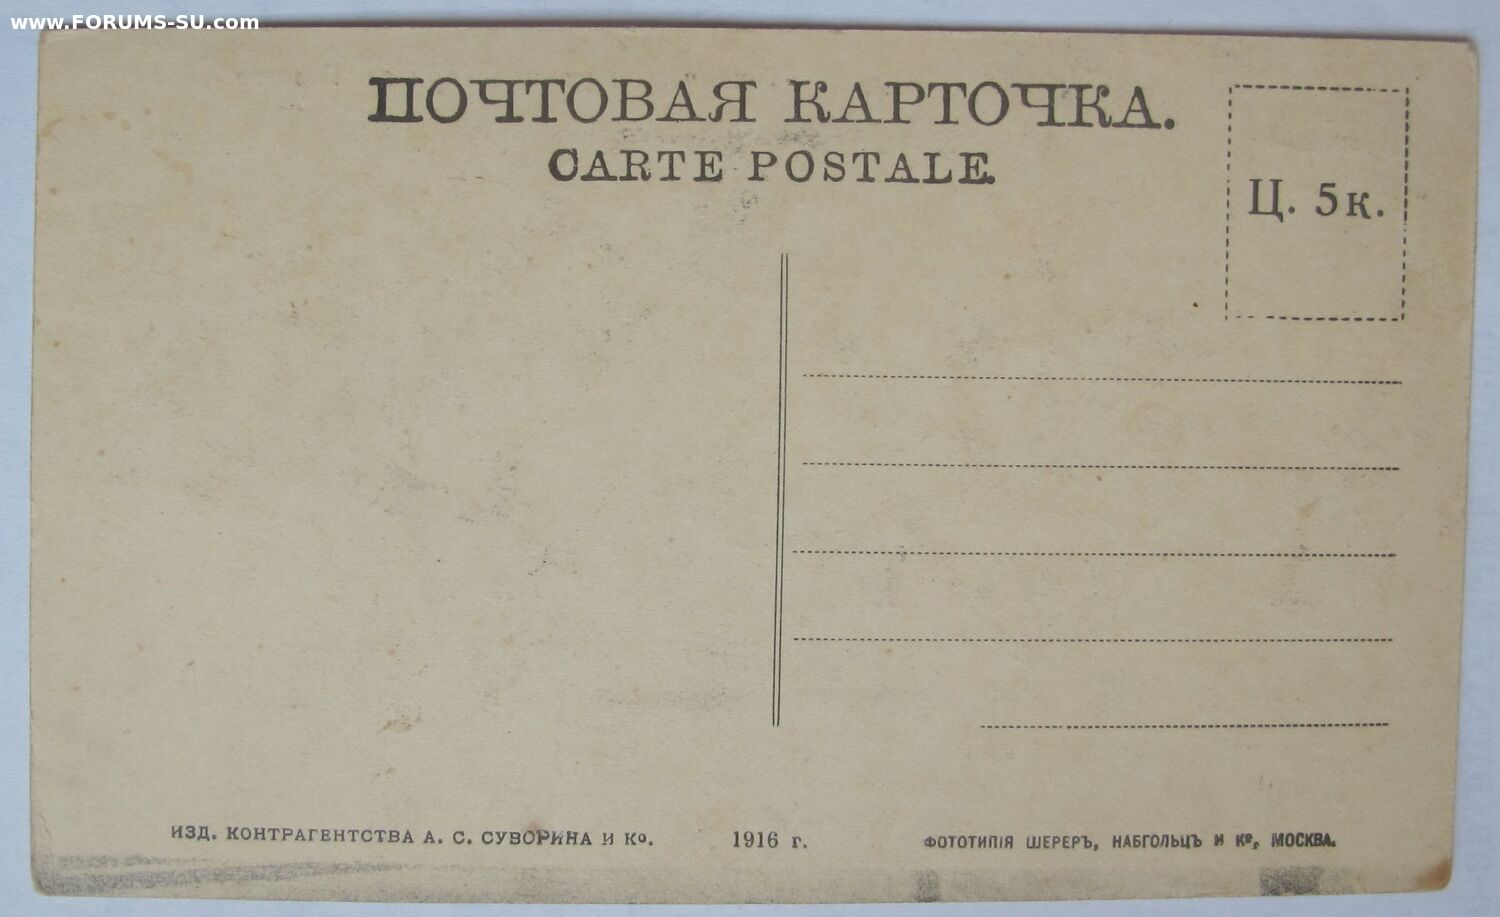 www.FORUMS-SU.com
ПОЧТОВАЯ КАРТОЧКА.
CARTE POSTALE.
Ц. 5к.
ИЗД. КОНТРАГЕНТСТВА А. С. СУВОРИНА И Ко. 1916 г. ФОТОТИПІЯ ШЕРЕРЪ, НАБГОЛЬЦЪ И Ко, МОСКВА.